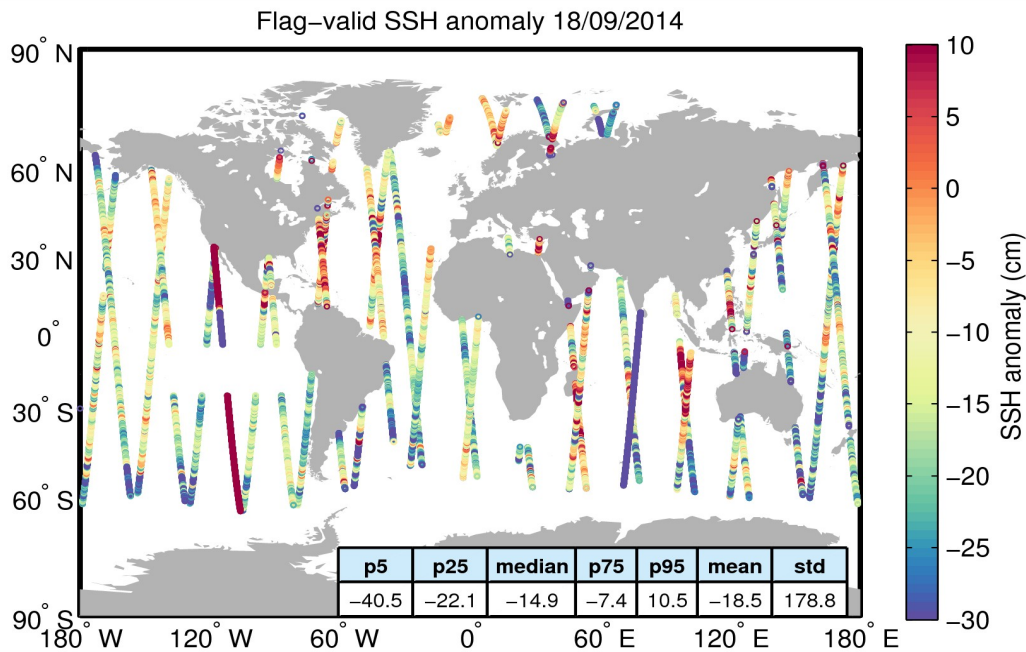 Flag−valid SSH anomaly 18/09/2014
90° N
60° N
30° N
0°
30° S
60° S
90° S
180° W
120° W
60° W
0°
60° E
120° E
180° E
p5 p25 median p75 p95 mean std
−40.5 −22.1 −14.9 −7.4 10.5 −18.5 178.8
10
5
0
−5
−10
−15
−20
−25
−30
SSH anomaly (cm)